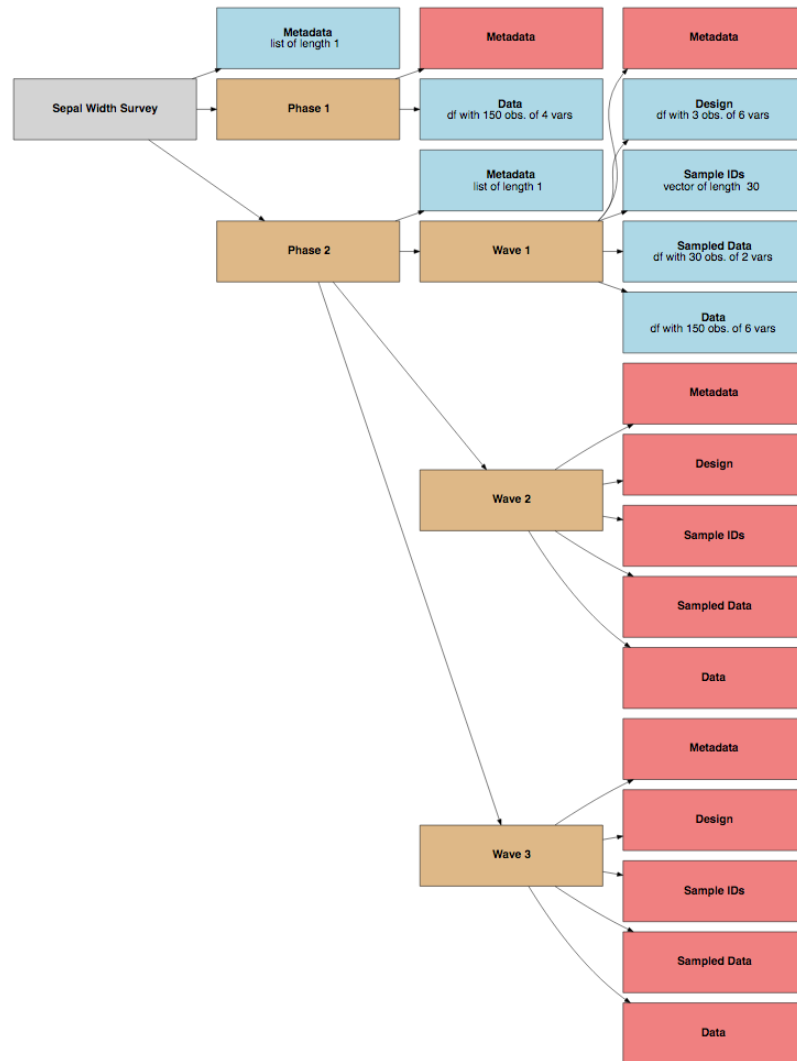 Metadata
list of length 1
Metadata
Metadata
Sepal Width Survey
Phase 1
Data
df with 150 obs. of 4 vars
Design
df with 3 obs. of 6 vars
Metadata
list of length 1
Sample IDs
vector of length  30
Phase 2
Wave 1
Sampled Data
df with 30 obs. of 2 vars
Data
df with 150 obs. of 6 vars
Metadata
Design
Wave 2
Sample IDs
Sampled Data
Data
Metadata
Design
Wave 3
Sample IDs
Sampled Data
Data